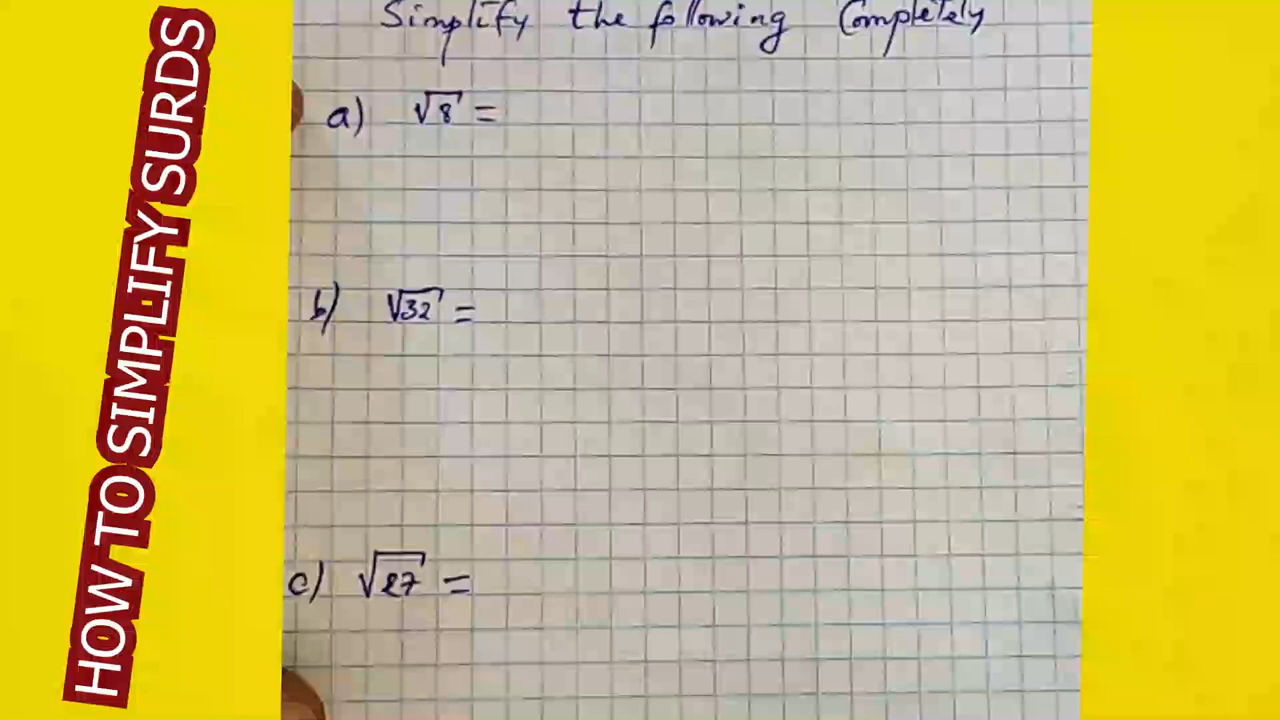 HOW TO SIMPLIFY SURDS
Simplify the following Completely
a) √8 =
b) √32 =
c) √27 =